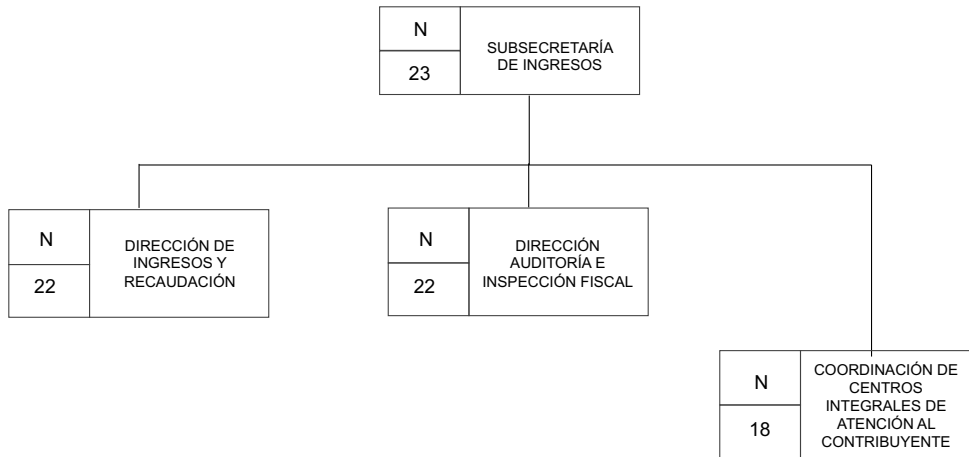 N
23
SUBSECRETARÍA
DE INGRESOS
N
22
DIRECCIÓN DE
INGRESOS Y
RECAUDACIÓN
N
22
DIRECCIÓN
AUDITORÍA E
INSPECCIÓN FISCAL
N
18
COORDINACIÓN DE
CENTROS
INTEGRALES DE
ATENCIÓN AL
CONTRIBUYENTE